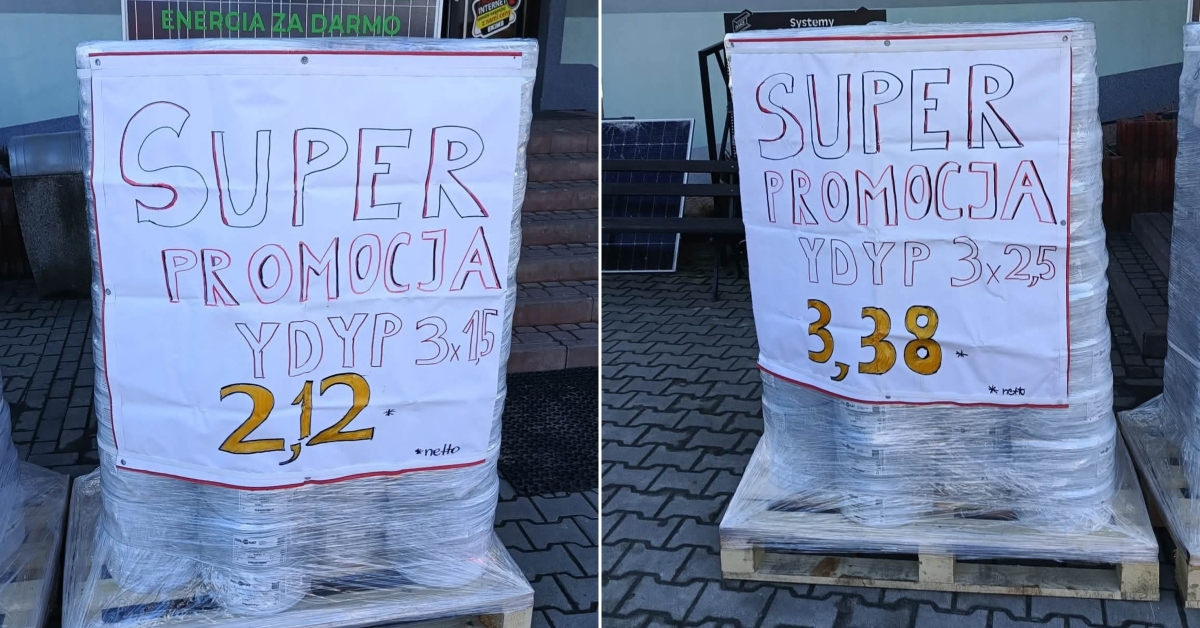 ENERGIA ZA DARMO
INTERNET
SUPER
PROMOCJA
YDYP 3x1,5
2,12 *
* netto
Systemy
SUPER
PROMOCJA
YDYP 3x2,5
3,38 *
* netto